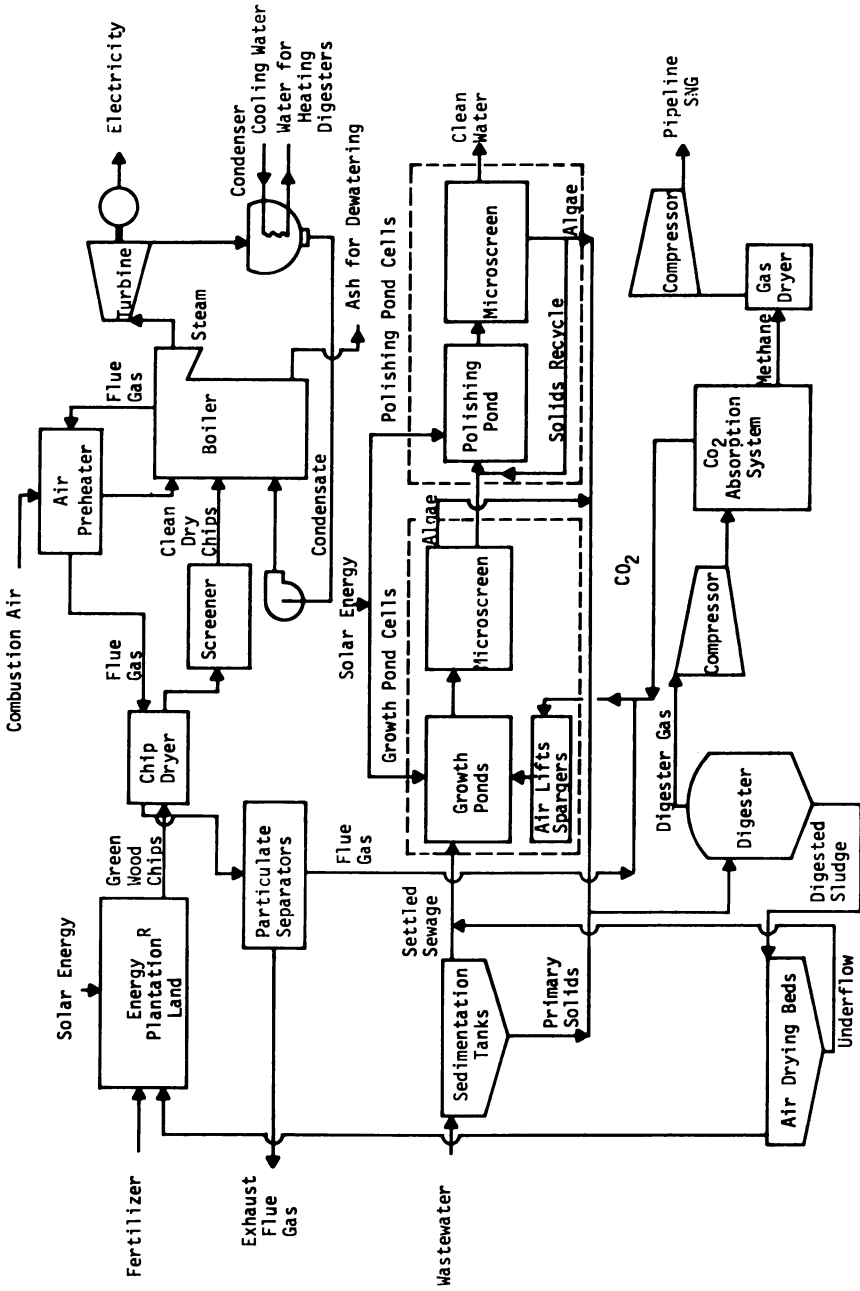 Combustion Air
Air
Preheater
Flue
Gas
Steam
Turbine
Electricity
Condenser
Cooling Water
Water for
Heating
Digesters
Boiler
Clean
Dry
Chips
Condensate
Ash for Dewatering
Flue
Gas
Screener
Chip
Dryer
Green
Wood
Chips
Solar Energy
Energy
Plantation R
Land
Fertilizer
Particulate
Separators
Flue
Gas
Exhaust
Flue
Gas
Solar Energy
Growth Pond Cells
Polishing Pond Cells
Growth
Ponds
Air Lifts
Spargers
Microscreen
Algae
Polishing
Pond
Microscreen
Clean
Water
Algae
Solids Recycle
Settled
Sewage
Sedimentation
Tanks
Wastewater
Primary
Solids
CO2
Digester Gas
Compressor
Co2
Absorption
System
Methane
Gas
Dryer
Compressor
Pipeline
SNG
Digester
Digested
Sludge
Air Drying Beds
Underflow